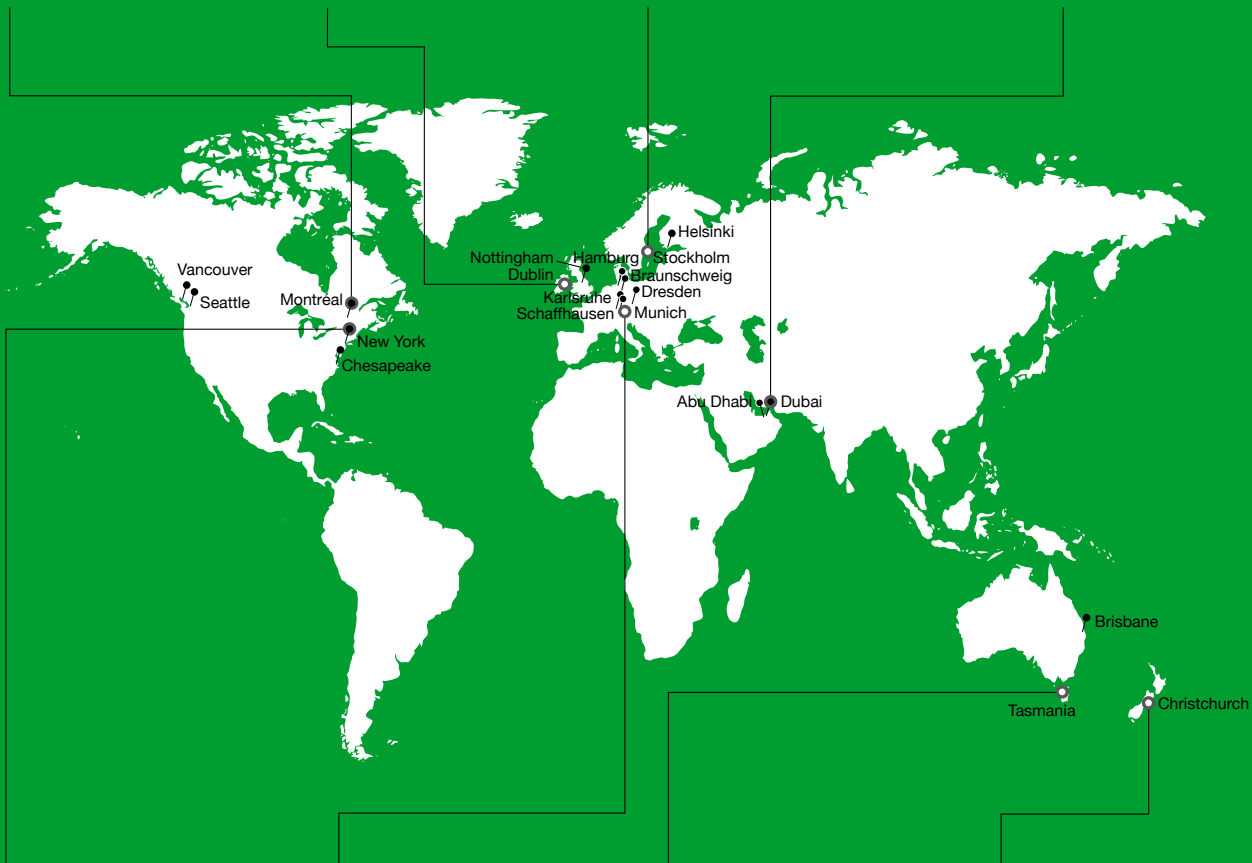 Helsinki
Nottingham
Hamburg
Stockholm
Dublin
Braunschweig
Vancouver
Seattle
Montréal
Karlsruhe
Dresden
Schaffhausen
Munich
New York
Chesapeake
Abu Dhabi
Dubai
Brisbane
Tasmania
Christchurch